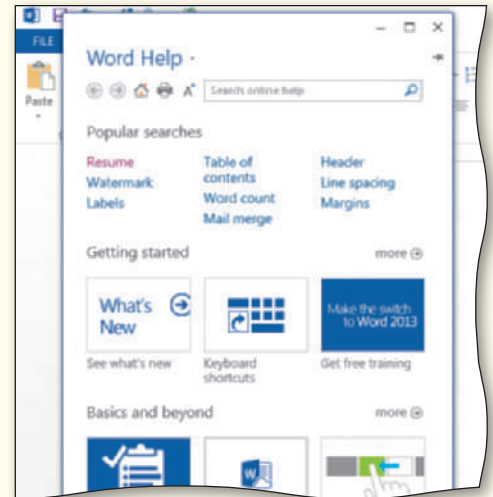 FILE
Paste
Word Help
Search online help
Popular searches
Resume
Watermark
Labels
Table of
contents
Word count
Mail merge
Header
Line spacing
Margins
Getting started
more
What's
New
See what's new
Keyboard
shortcuts
Make the switch
to Word 2013
Get free training
Basics and beyond
more